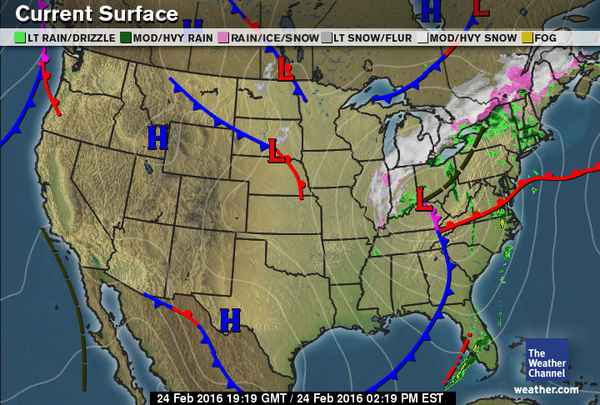 Current Surface
LT RAIN/DRIZZLE MOD/HVY RAIN RAIN/ICE/SNOW LT SNOW/FLUR MOD/HVY SNOW FOG
H H L
L
H L
L
H
The
Weather
Channel
weather.com
24 Feb 2016 19:19 GMT / 24 Feb 2016 02:19 PM EST